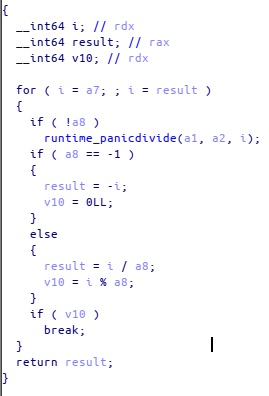 {
__int64 i; // rdx
__int64 result; // rax
__int64 v10; // rdx
for ( i = a7; ; i = result )
{
if ( !a8 )
runtime_panicdivide(a1, a2, i);
if ( a8 == -1 )
{
result = -i;
v10 = 0LL;
}
else
{
result = i / a8;
v10 = i % a8;
}
if ( v10 )
break;
}
return result;
}